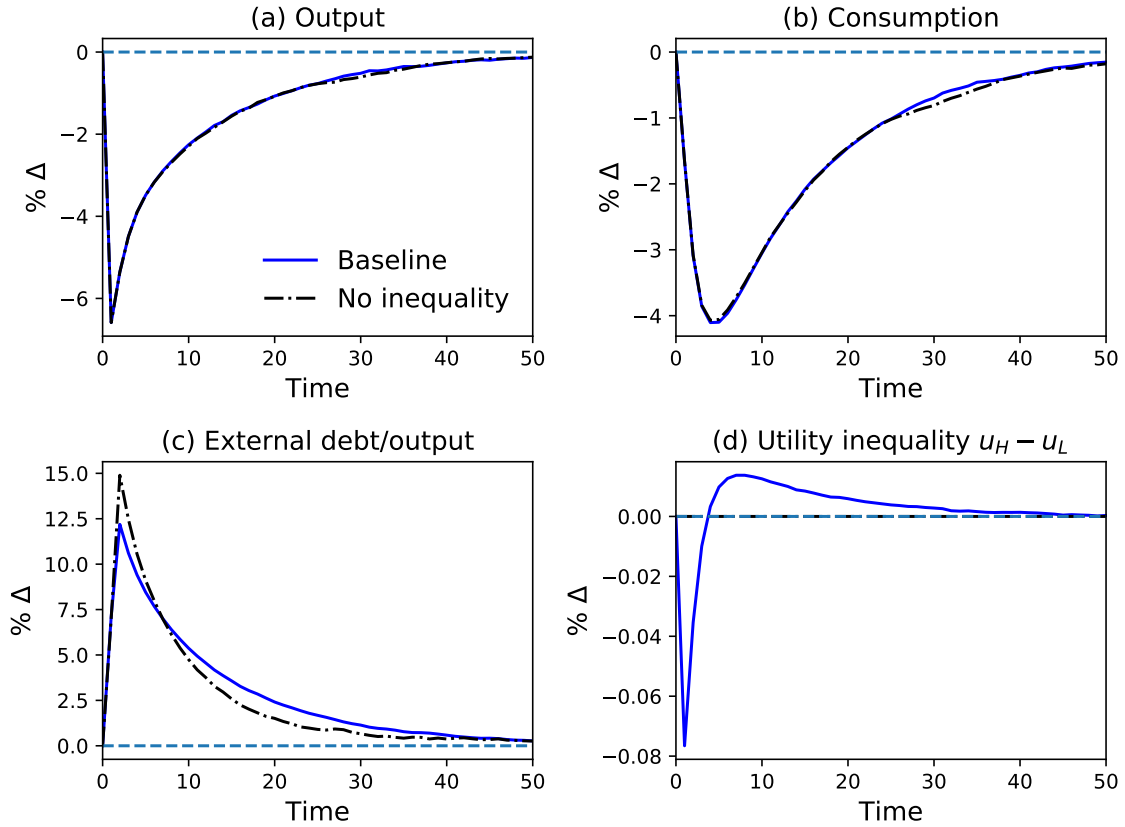 (a) Output
0
−2
−4
−6
% Δ
Baseline
No inequality
0 10 20 30 40 50
Time
(b) Consumption
0
−1
−2
−3
−4
% Δ
0 10 20 30 40 50
Time
(c) External debt/output
15.0
12.5
10.0
7.5
5.0
2.5
0.0
% Δ
0 10 20 30 40 50
Time
(d) Utility inequality u_H − u_L
0.00
−0.02
−0.04
−0.06
−0.08
% Δ
0 10 20 30 40 50
Time